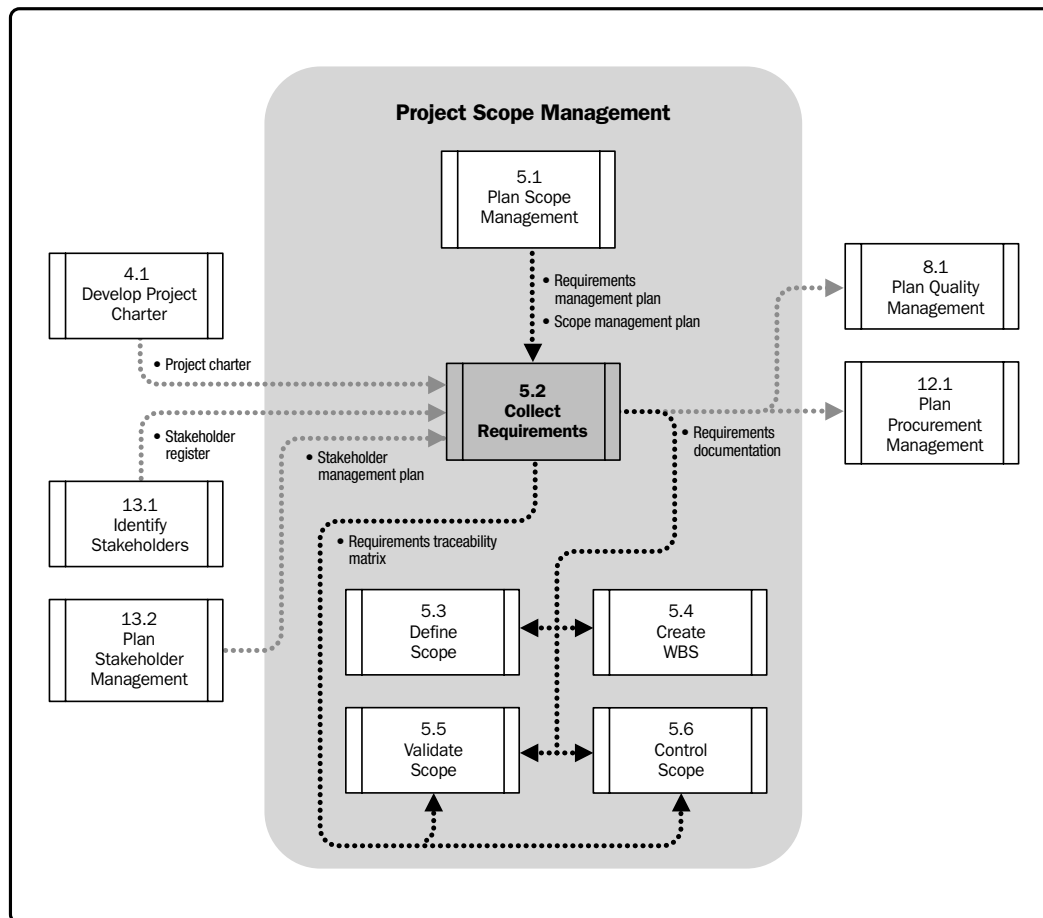 Project Scope Management
5.1
Plan Scope
Management
4.1
Develop Project
Charter
8.1
Plan Quality
Management
• Requirements
management plan
• Scope management plan
• Project charter
5.2
Collect
Requirements
12.1
Plan
Procurement
Management
• Stakeholder
register
• Stakeholder
management plan
• Requirements
documentation
13.1
Identify
Stakeholders
• Requirements traceability
matrix
13.2
Plan
Stakeholder
Management
5.3
Define
Scope
5.4
Create
WBS
5.5
Validate
Scope
5.6
Control
Scope